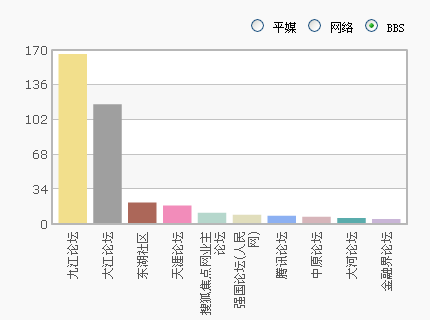 平媒 网络 BBS
170
136
102
68
34
0
九江论坛
大江论坛
东湖社区
天涯论坛
搜狐焦点网业主
论坛
强国论坛(人民
网)
腾讯论坛
中原论坛
大河论坛
金融界论坛